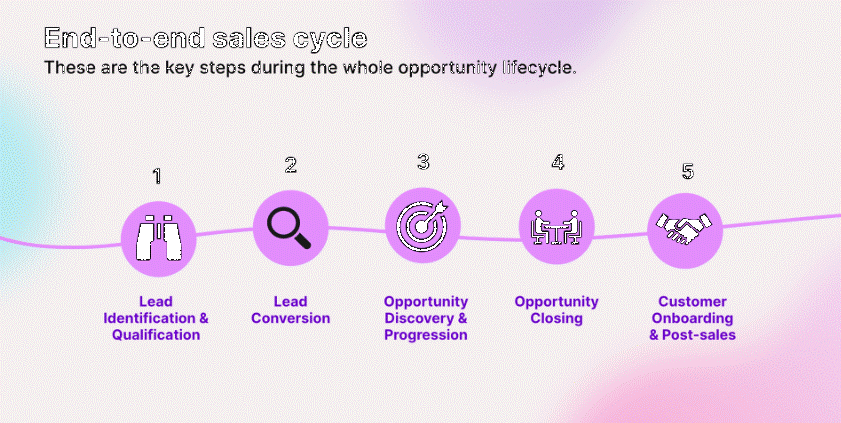 End-to-end sales cycle
These are the key steps during the whole opportunity lifecycle.
1
2
3
4
5
Lead
Identification &
Qualification
Lead
Conversion
Opportunity
Discovery &
Progression
Opportunity
Closing
Customer
Onboarding
& Post-sales